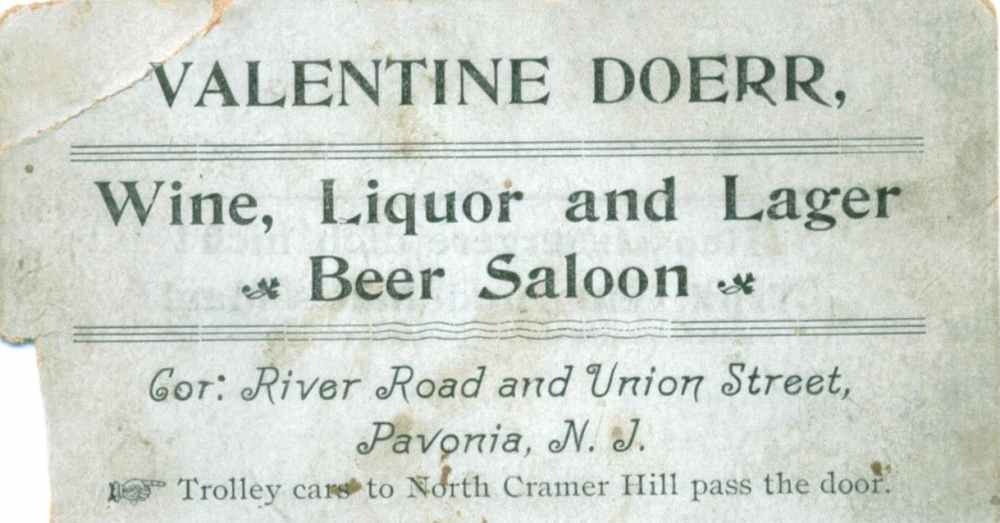 VALENTINE DOERR,
Wine, Liquor and Lager
Beer Saloon
Cor: River Road and Union Street,
Pavonia, N. J.
Trolley cars to North Cramer Hill pass the door.